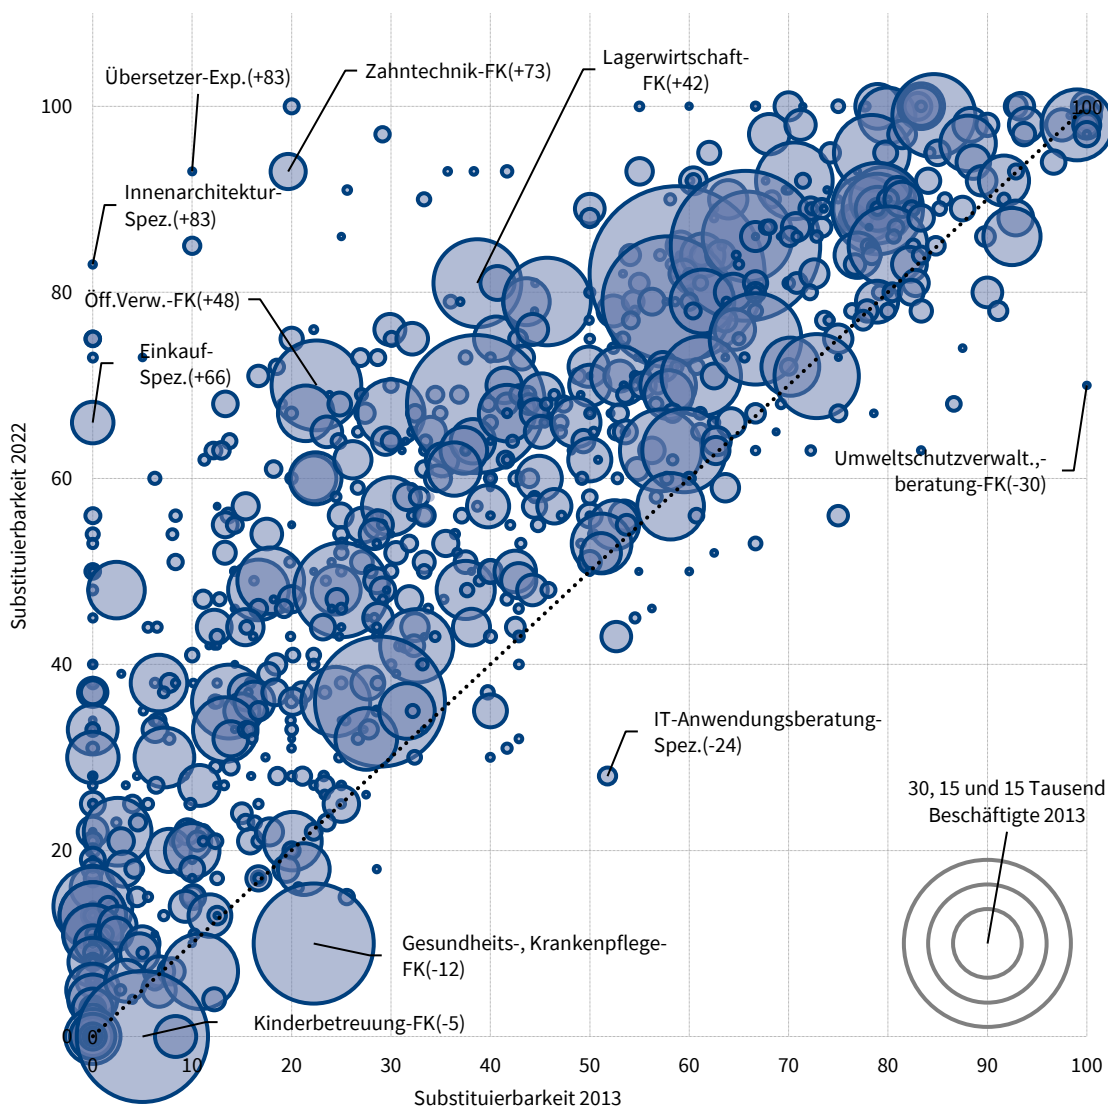 Lagerwirtschaft-
FK(+42)
Übersetzer-Exp.(+83)
Zahntechnik-FK(+73)
100
100
Innenarchitektur-
Spez.(+83)
80
Öff.Verw.-FK(+48)
Einkauf-
Spez.(+66)
Umweltschutzverwalt.,-
beratung-FK(-30)
60
Substituierbarkeit 2022
40
IT-Anwendungsberatung-
Spez.(-24)
30, 15 und 15 Tausend
Beschäftigte 2013
20
Gesundheits-, Krankenpflege-
FK(-12)
Kinderbetreuung-FK(-5)
0
0
0 10 20 30 40 50 60 70 80 90 100
Substituierbarkeit 2013